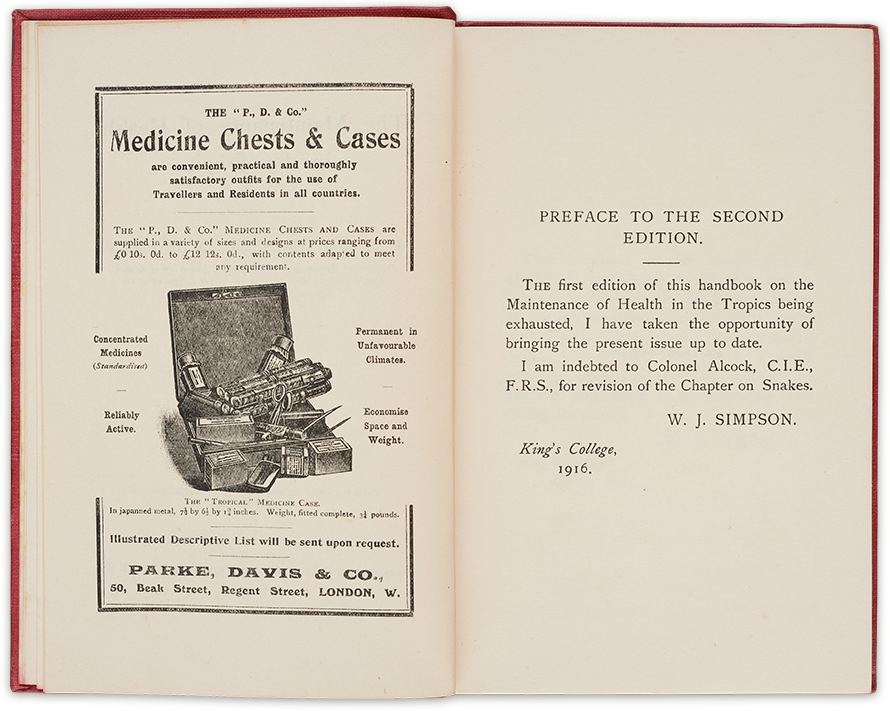 THE "P., D. & Co."
Medicine Chests & Cases
are convenient, practical and thoroughly
satisfactory outfits for the use of
Travellers and Residents in all countries.
THE "P., D. & Co." MEDICINE CHESTS AND CASES are
supplied in a variety of sizes and designs at prices ranging from
£0 10s. 0d. to £12 12s. 0d., with contents adapted to meet
any requirement.
Concentrated
Medicines
(Standardised)
Reliably
Active.
Permanent in
Unfavourable
Climates.
Economise
Space and
Weight.
THE "TROPICAL" MEDICINE CASE.
In japanned metal, by inches. Weight, fitted complete, 3¼ pounds.
Illustrated Descriptive List will be sent upon request.
PARKE, DAVIS & CO.,
50, Beak Street, Regent Street, LONDON, W.
PREFACE TO THE SECOND
EDITION.
THE first edition of this handbook on the
Maintenance of Health in the Tropics being
exhausted, I have taken the opportunity of
bringing the present issue up to date.
I am indebted to Colonel Alcock, C.I.E.,
F.R.S., for revision of the Chapter on Snakes.
W. J. SIMPSON.
King's College,
1916.